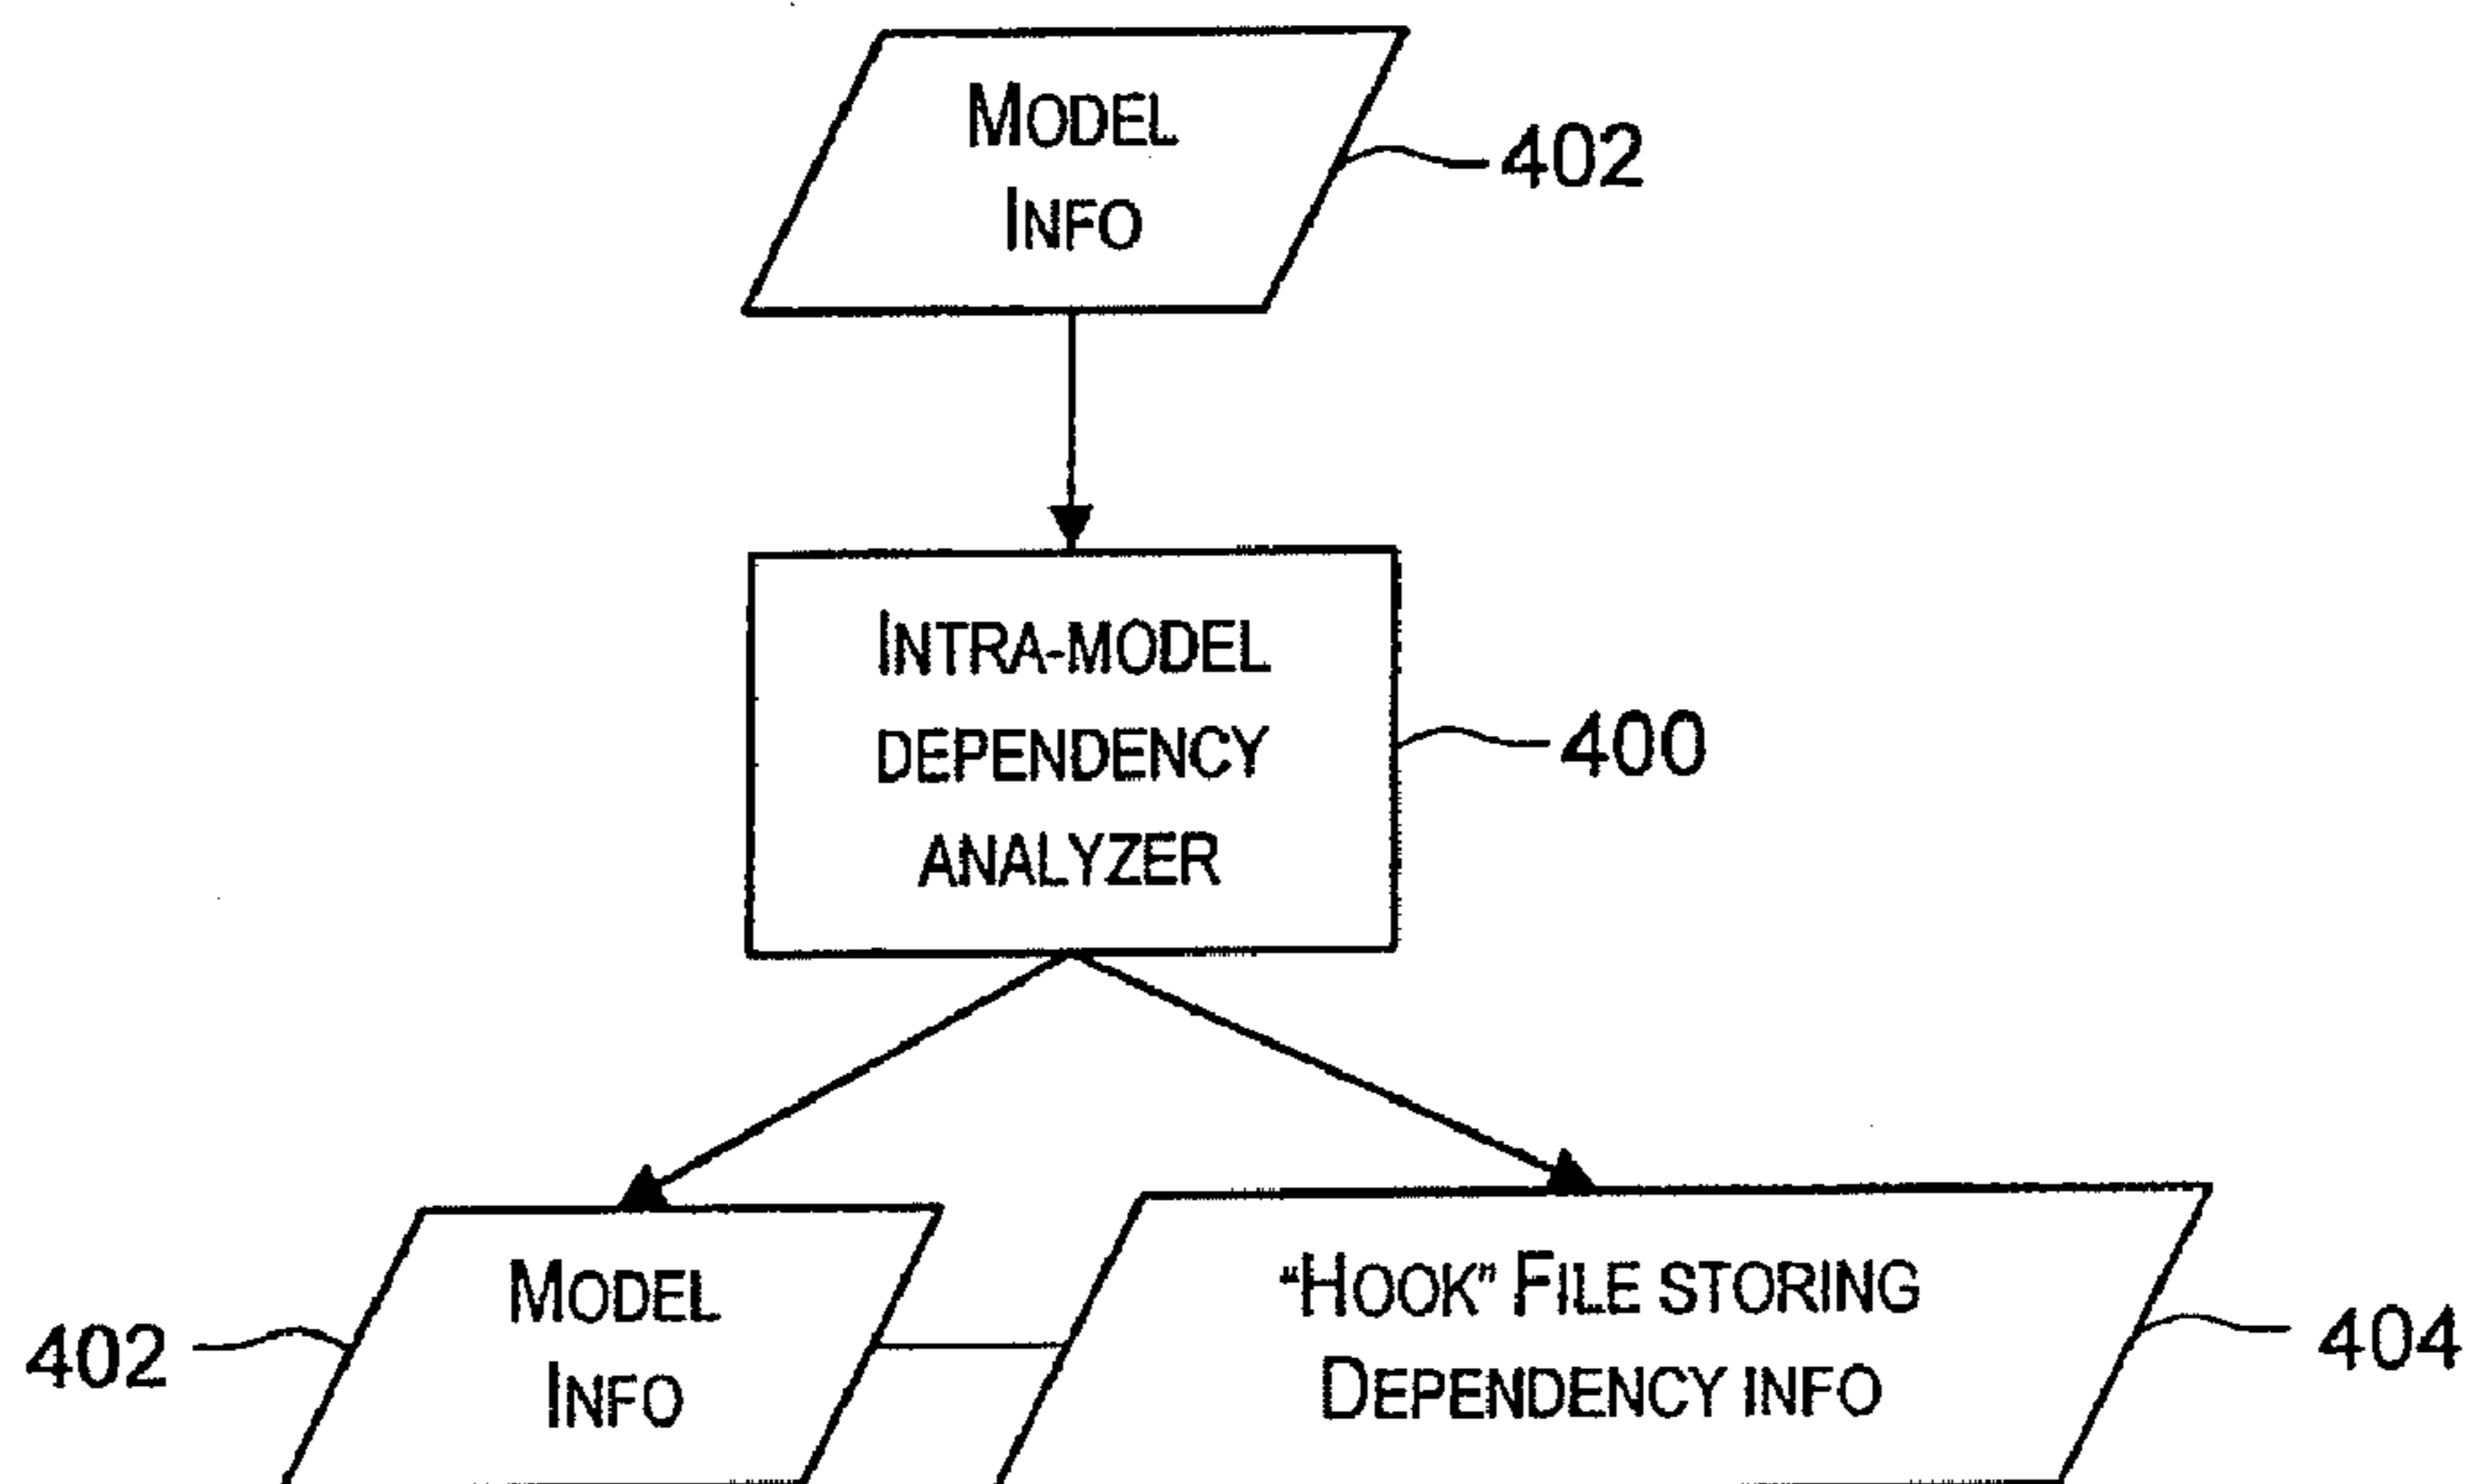 MODEL
INFO
402
INTRA-MODEL
DEPENDENCY
ANALYZER
400
MODEL
INFO
402
"HOOK" FILE STORING
DEPENDENCY INFO
404